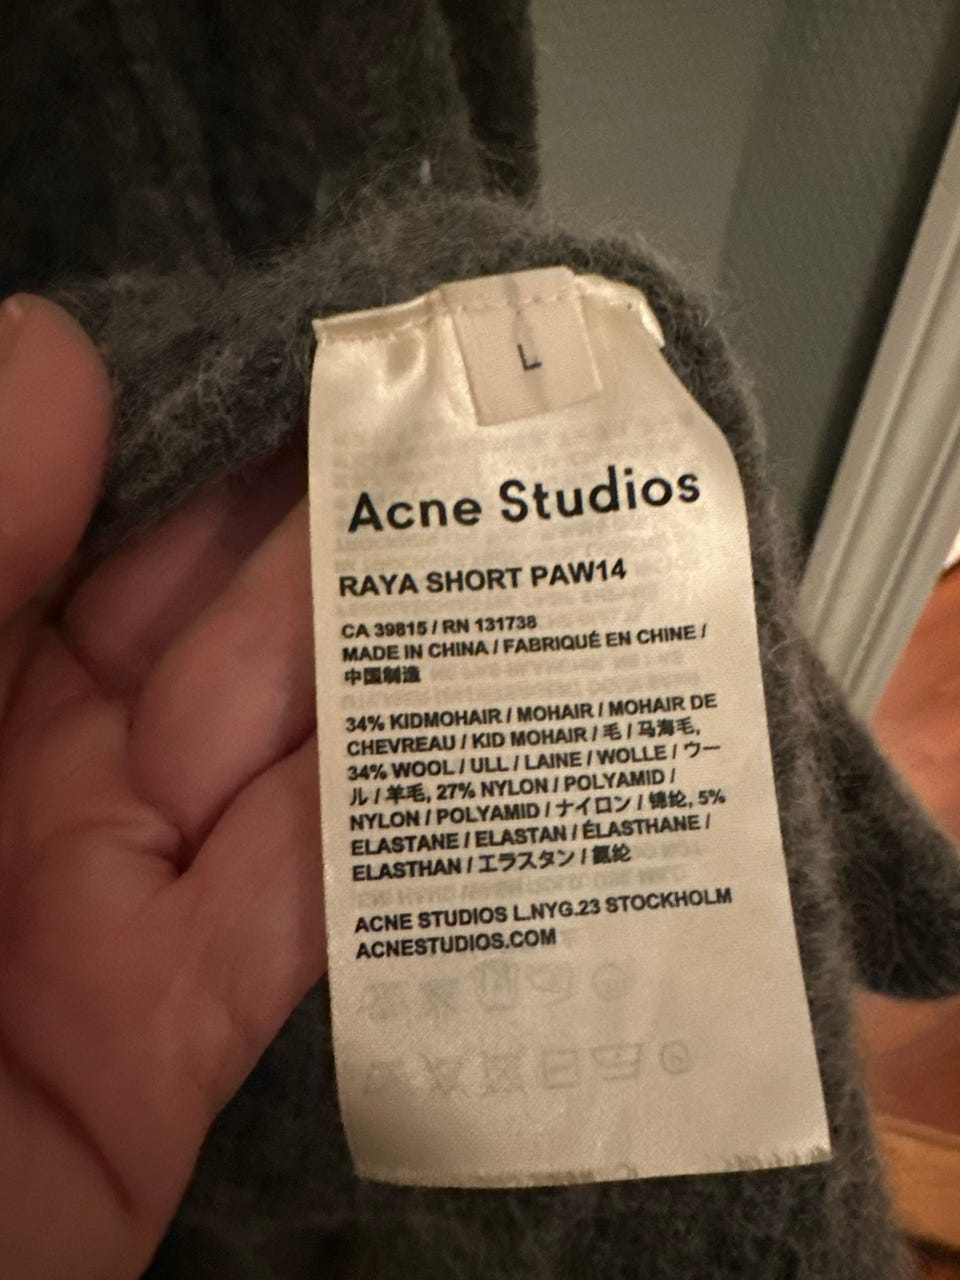 L
Acne Studios
RAYA SHORT PAW14
CA 39815 / RN 131738
MADE IN CHINA / FABRIQUÉ EN CHINE /
中国制造
34% KIDMOHAIR / MOHAIR / MOHAIR DE
CHEVREAU / KID MOHAIR / 毛 / 马海毛,
34% WOOL / ULL / LAINE / WOLLE / ウー
ル / 羊毛, 27% NYLON / POLYAMID /
NYLON / POLYAMID / ナイロン / 锦纶, 5%
ELASTANE / ELASTAN / ÉLASTHANE /
ELASTHAN / エラスタン / 氨纶
ACNE STUDIOS L.NYG.23 STOCKHOLM
ACNESTUDIOS.COM